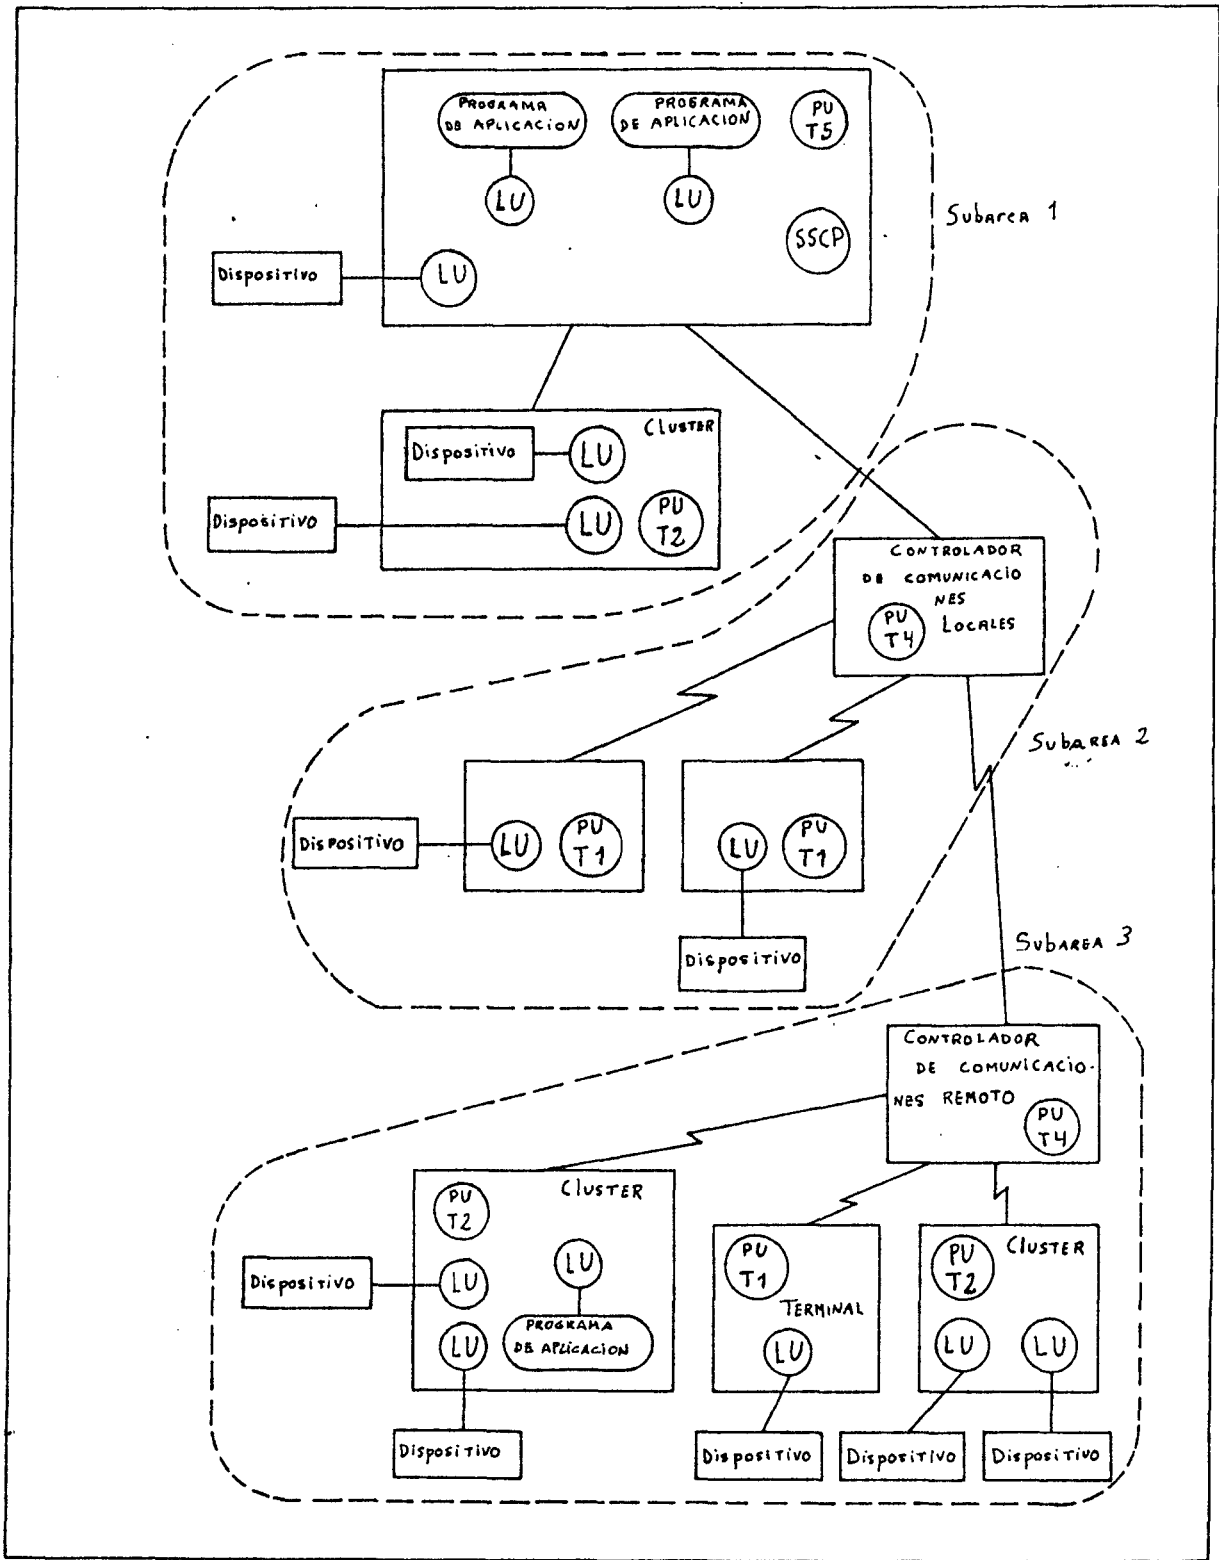 PROGRAMA
DE APLICACION
PROGRAMA
DE APLICACION
PU
T5
LU
LU
SSCP
Subarea 1
Dispositivo
LU
CLUSTER
Dispositivo
LU
Dispositivo
LU
PU
T2
CONTROLADOR
DE COMUNICACIO
NES
LOCALES
PU
T4
Subarea 2
Dispositivo
LU
PU
T1
LU
PU
T1
Dispositivo
Subarea 3
CONTROLADOR
DE COMUNICACIO-
NES REMOTO
PU
T4
CLUSTER
PU
T2
LU
Dispositivo
LU
PROGRAMA
DE APLICACION
LU
Dispositivo
PU
T1
TERMINAL
LU
Dispositivo
CLUSTER
PU
T2
LU
LU
Dispositivo
Dispositivo